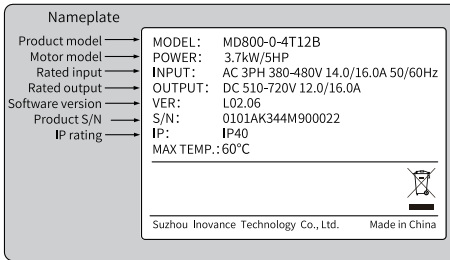 Nameplate
Product model
Motor model
Rated input
Rated output
Software version
Product S/N
IP rating
MODEL: MD800-0-4T12B
POWER: 3.7kW/5HP
INPUT: AC 3PH 380-480V 14.0/16.0A 50/60Hz
OUTPUT: DC 510-720V 12.0/16.0A
VER: L02.06
S/N: 0101AK344M900022
IP: IP40
MAX TEMP.: 60°C
Suzhou Inovance Technology Co., Ltd. Made in China